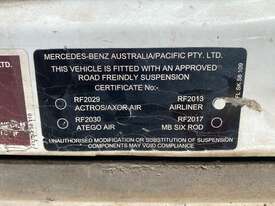 LTD.
MERCEDES-BENZ AUSTRALIA/PACIFIC PTY. LTD.
THIS VEHICLE IS FITTED WITH AN APPROVED
ROAD FREINDLY SUSPENSION
CERTIFICATE No:-
RF2029
ACTROS/AXOR AIR
RF2013
AIRLINER
RF2030
ATEGO AIR
RF2017
MB SIX ROD
UNAUTHORISED MODIFICATION OR SUBSTITUTION OF SUSPENSION
COMPONENTS MAY VOID COMPLIANCE